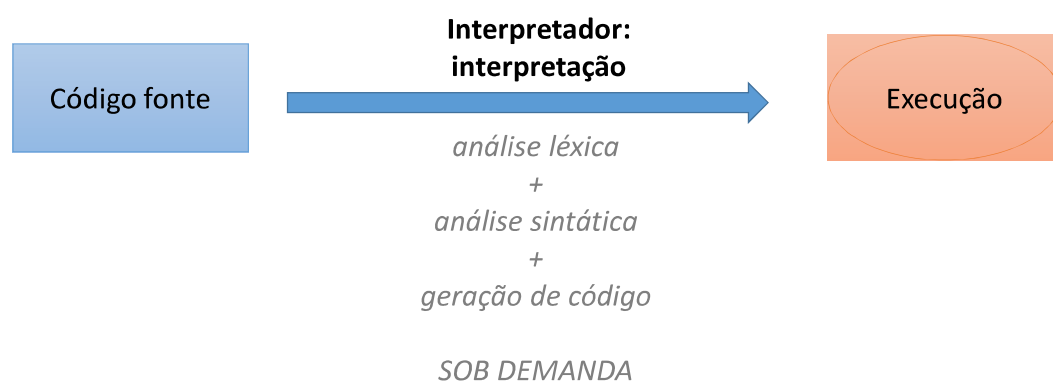 Interpretador:
interpretação
Código fonte
Execução
análise léxica
+
análise sintática
+
geração de código
SOB DEMANDA